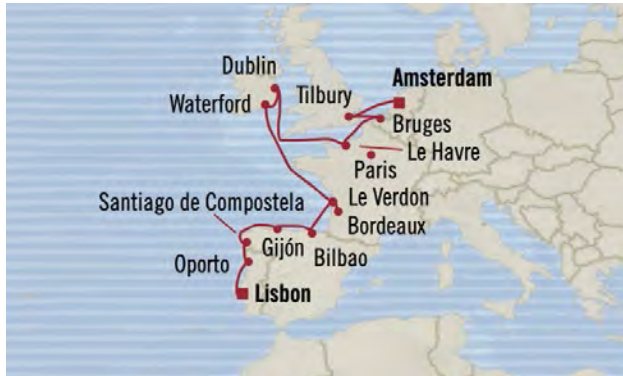 Dublin
Amsterdam
Tilbury
Waterford
Bruges
Le Havre
Paris
Le Verdon
Santiago de Compostela
Bordeaux
Gijón
Bilbao
Oporto
Lisbon